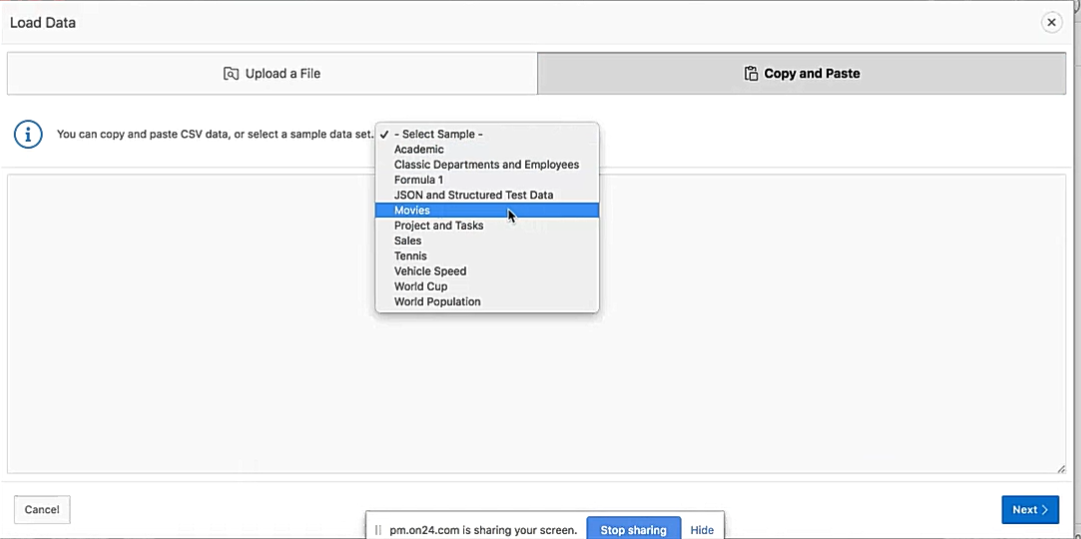 Load Data
Upload a File
Copy and Paste
You can copy and paste CSV data, or select a sample data set.
- Select Sample -
Academic
Classic Departments and Employees
Formula 1
JSON and Structured Test Data
Movies
Project and Tasks
Sales
Tennis
Vehicle Speed
World Cup
World Population
Cancel
Next
pm.on24.com is sharing your screen.
Stop sharing
Hide